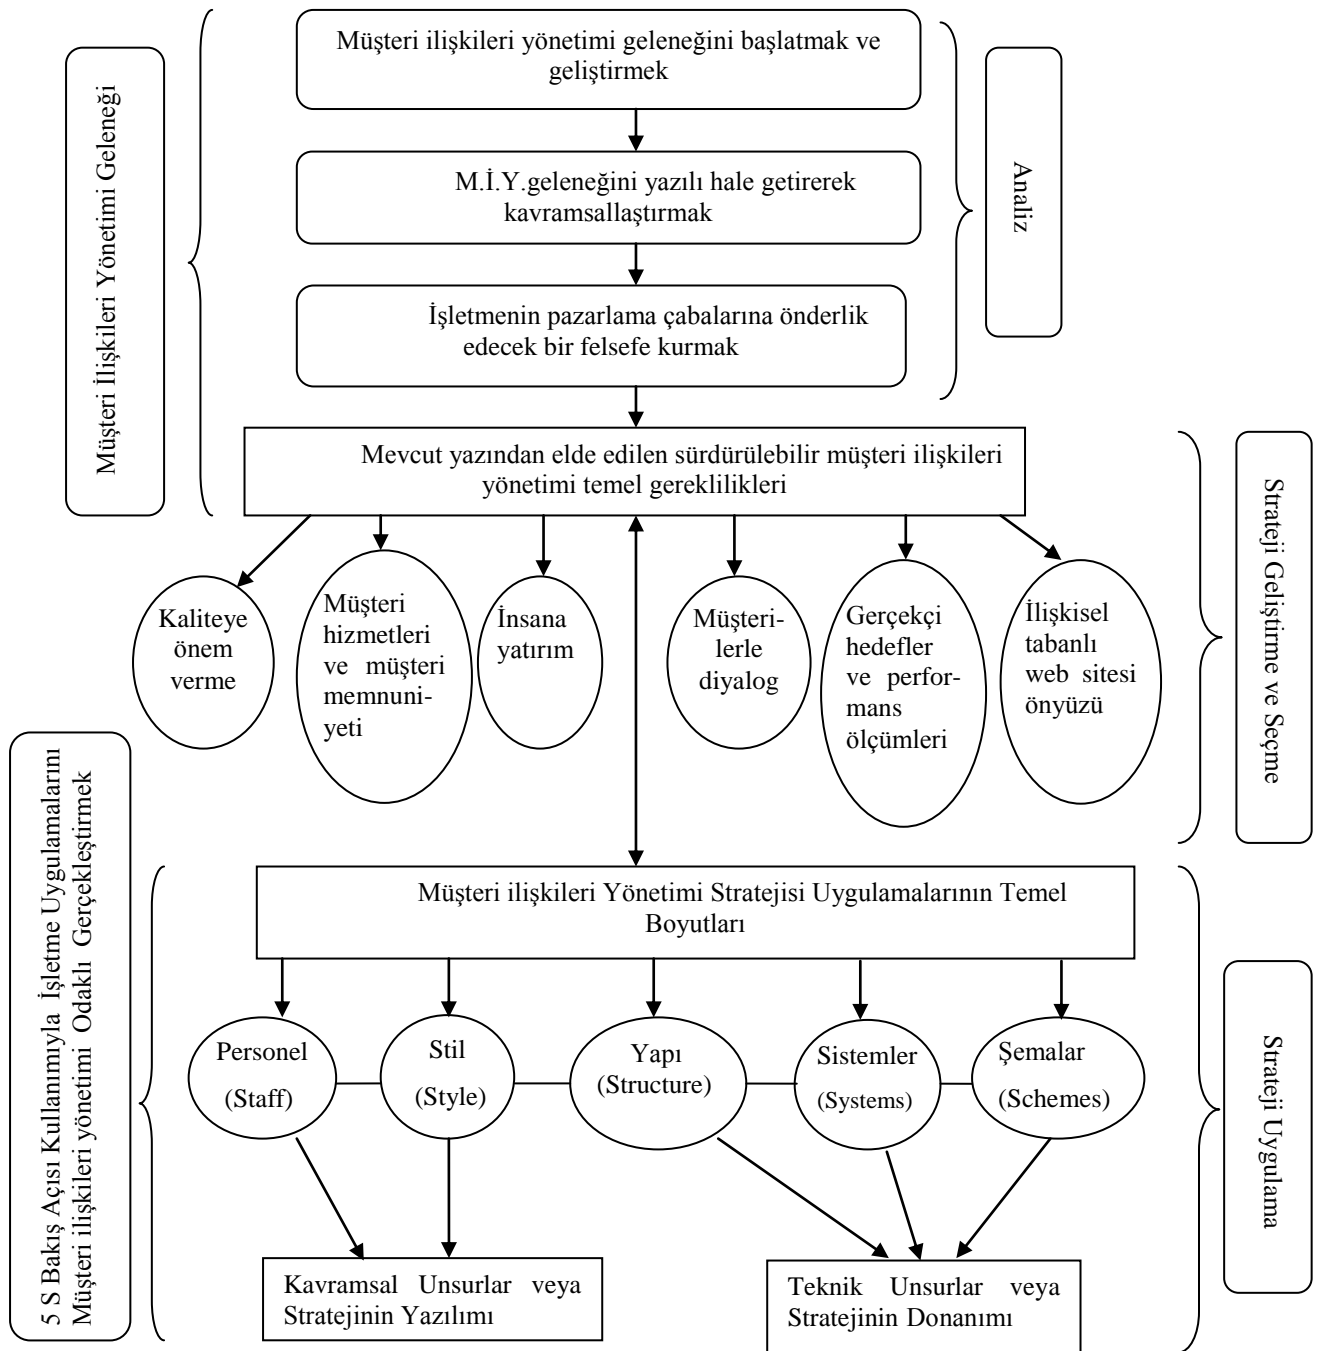 Müşteri ilişkileri yönetimi geleneğini başlatmak ve
geliştirmek
M.İ.Y.geleneğini yazılı hale getirerek
kavramsallaştırmak
İşletmenin pazarlama çabalarına önderlik
edecek bir felsefe kurmak
Müşteri İlişkileri Yönetimi Geleneği
Analiz
Mevcut yazından elde edilen sürdürülebilir müşteri ilişkileri
yönetimi temel gereklilikleri
Kaliteye
önem
verme
Müşteri
hizmetleri
ve müşteri
memnuni-
yeti
İnsana
yatırım
Müşteri-
lerle
diyalog
Gerçekçi
hedefler
ve perfor-
mans
ölçümleri
İlişkisel
tabanlı
web sitesi
önyüzü
Strateji Geliştirme ve Seçme
5 S Bakış Açısı Kullanımıyla İşletme Uygulamalarını
Müşteri ilişkileri yönetimi Odaklı Gerçekleştirmek
Müşteri ilişkileri Yönetimi Stratejisi Uygulamalarının Temel
Boyutları
Personel
(Staff)
Stil
(Style)
Yapı
(Structure)
Sistemler
(Systems)
Şemalar
(Schemes)
Strateji Uygulama
Kavramsal Unsurlar veya
Stratejinin Yazılımı
Teknik Unsurlar veya
Stratejinin Donanımı